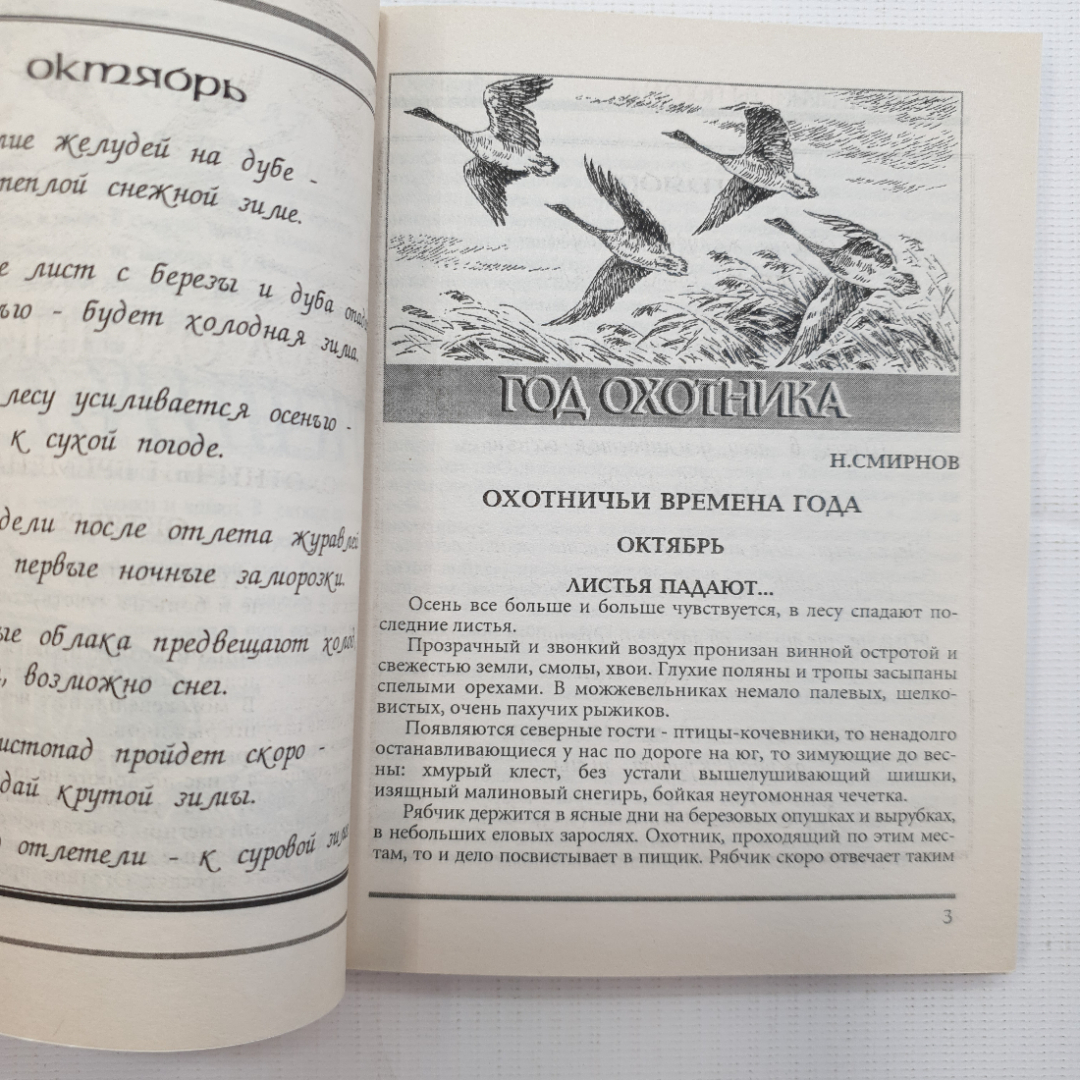 октябрь
желудей на дубе -
теплой снежной зиме.
лист с березы и дуба
- будет холодная зима.
лесу усиливается осенью -
к сухой погоде.
после отлета журавлей
первые ночные заморозки.
облака предвещают
возможно снег.
пройдет скоро -
крутой зимы.
отлетели - к суровой
ГОД ОХОТНИКА
Н.СМИРНОВ
ОХОТНИЧЬИ ВРЕМЕНА ГОДА
ОКТЯБРЬ
ЛИСТЬЯ ПАДАЮТ...
Осень все больше и больше чувствуется, в лесу спадают по-
следние листья.
Прозрачный и звонкий воздух пронизан винной остротой и
свежестью земли, смолы, хвои. Глухие поляны и тропы засыпаны
спелыми орехами. В можжевельниках немало палевых, шелко-
вистых, очень пахучих рыжиков.
Появляются северные гости - птицы-кочевники, то ненадолго
останавливающиеся у нас по дороге на юг, то зимующие до вес-
ны: хмурый клест, без устали вышелушивающий шишки,
изящный малиновый снегирь, бойкая неугомонная чечетка.
Рябчик держится в ясные дни на березовых опушках и вырубках,
в небольших еловых зарослях. Охотник, проходящий по этим мес-
там, то и дело посвистывает в пищик. Рябчик скоро отвечает таким
3